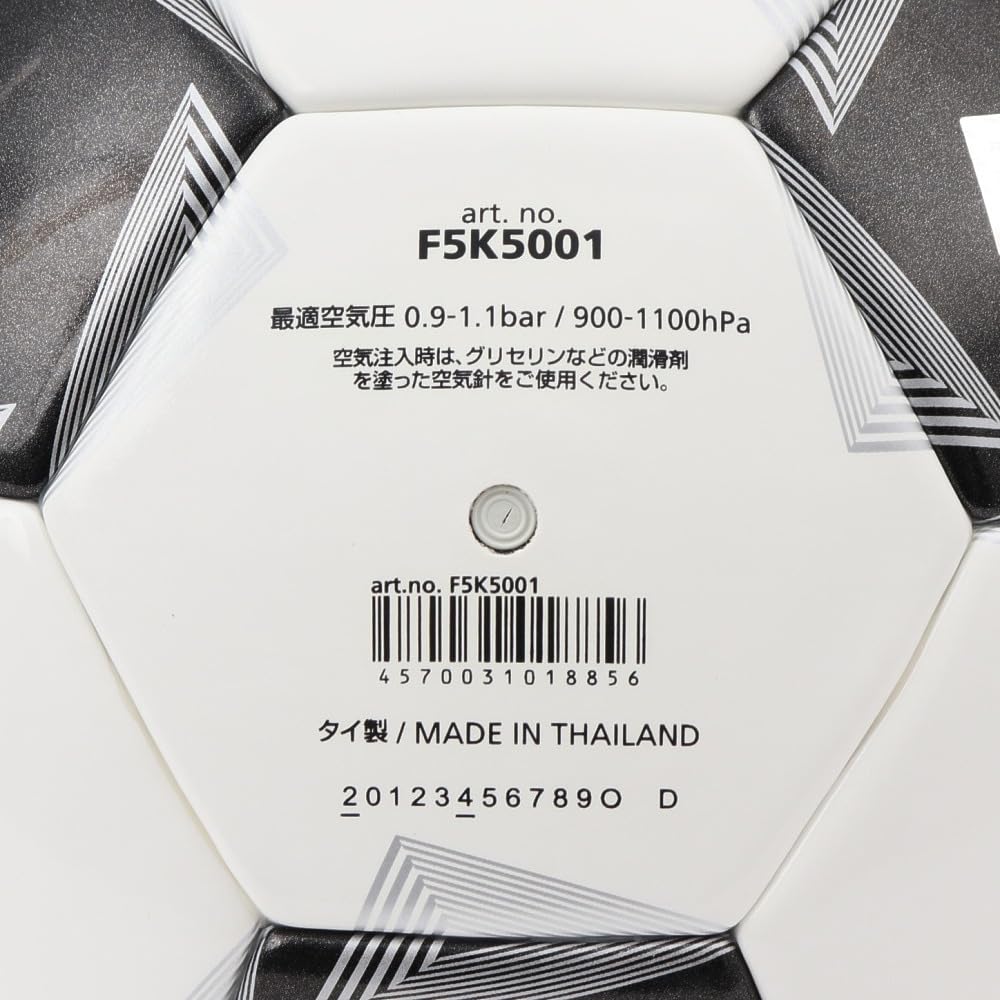 art. no.
F5K5001
最適空気圧 0.9-1.1bar / 900-1100hPa
空気注入時は、グリセリンなどの潤滑剤
を塗った空気針をご使用ください。
art.no. F5K5001
4570031018856
タイ製 / MADE IN THAILAND
20123456789O D